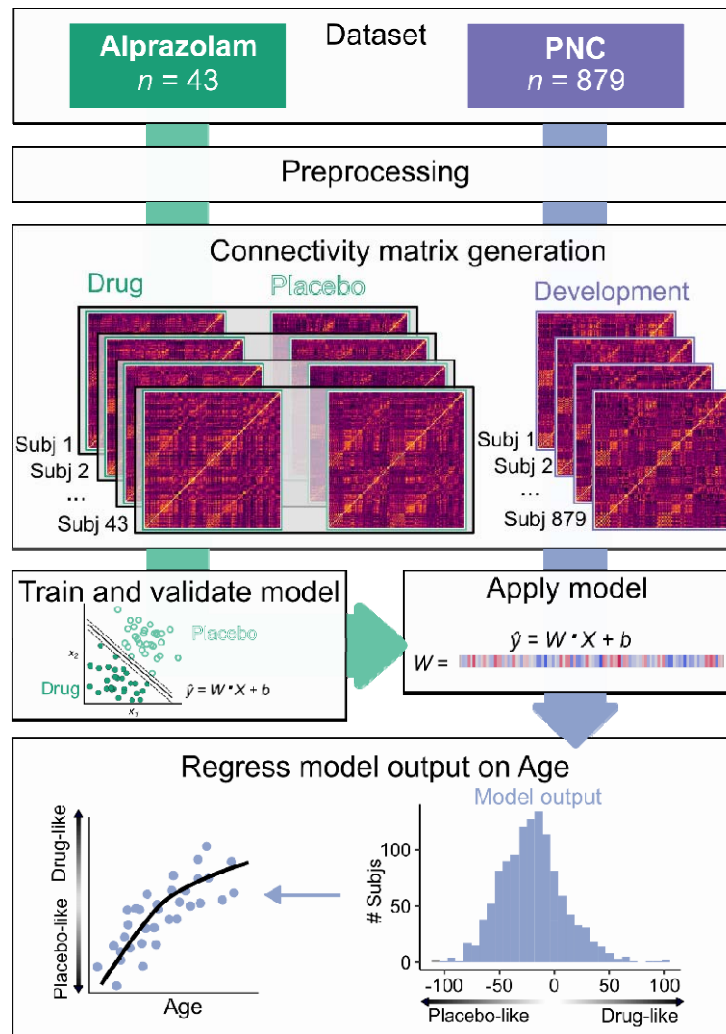 Dataset
Alprazolam
n = 43
PNC
n = 879
Preprocessing
Connectivity matrix generation
Drug
Placebo
Development
Subj 1
Subj 2
...
Subj 43
Subj 1
Subj 2
...
Subj 879
Train and validate model
Placebo
x₂
Drug
ŷ = W•X + b
x₁
Apply model
ŷ = W•X + b
W =
Regress model output on Age
Drug-like
Placebo-like
Age
Model output
# Subjs
100
50
0
-100
-50
0
50
100
Placebo-like
Drug-like